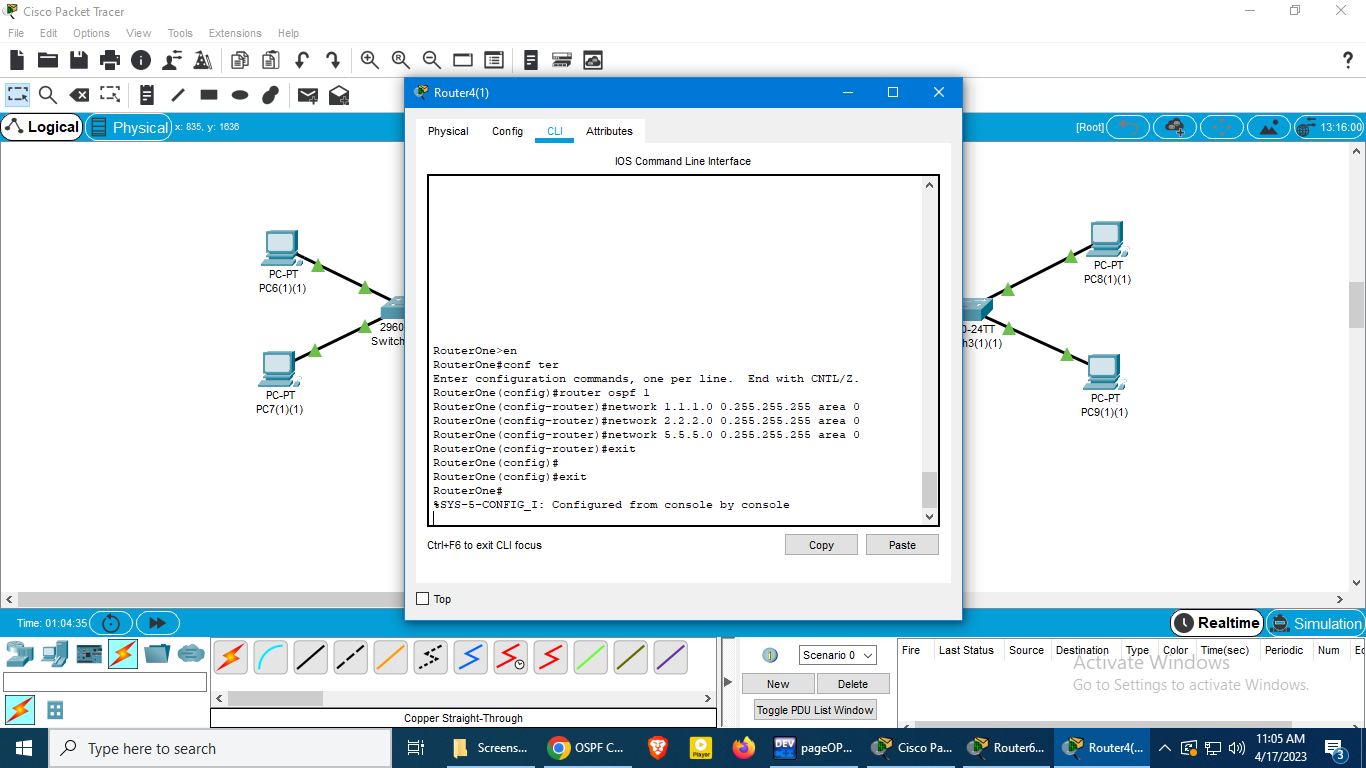 Cisco Packet Tracer
File Edit Options View Tools Extensions Help
Router4(1)
Logical
Physical
x: 835, y: 1636
[Root]
13:16:00
Physical Config CLI Attributes
IOS Command Line Interface
RouterOne>en
RouterOne#conf ter
Enter configuration commands, one per line.  End with CNTL/Z.
RouterOne(config)#router ospf 1
RouterOne(config-router)#network 1.1.1.0 0.255.255.255 area 0
RouterOne(config-router)#network 2.2.2.0 0.255.255.255 area 0
RouterOne(config-router)#network 5.5.5.0 0.255.255.255 area 0
RouterOne(config-router)#exit
RouterOne(config)#
RouterOne(config)#exit
RouterOne#
%SYS-5-CONFIG_I: Configured from console by console
Ctrl+F6 to exit CLI focus
Copy
Paste
Top
PC-PT
PC6(1)(1)
2960
Switch
PC-PT
PC7(1)(1)
PC-PT
PC8(1)(1)
0-24TT
h3(1)(1)
PC-PT
PC9(1)(1)
Time: 01:04:35
Realtime
Simulation
Scenario 0
New
Delete
Toggle PDU List Window
Fire Last Status Source Destination Type Color Time(sec) Periodic Num Ec
Activate Windows
Go to Settings to activate Windows.
Copper Straight-Through
Type here to search
Screens...
OSPF C...
Player
DEV
pageOP...
Cisco Pa...
Router6...
Router4(...
11:05 AM
4/17/2023
3